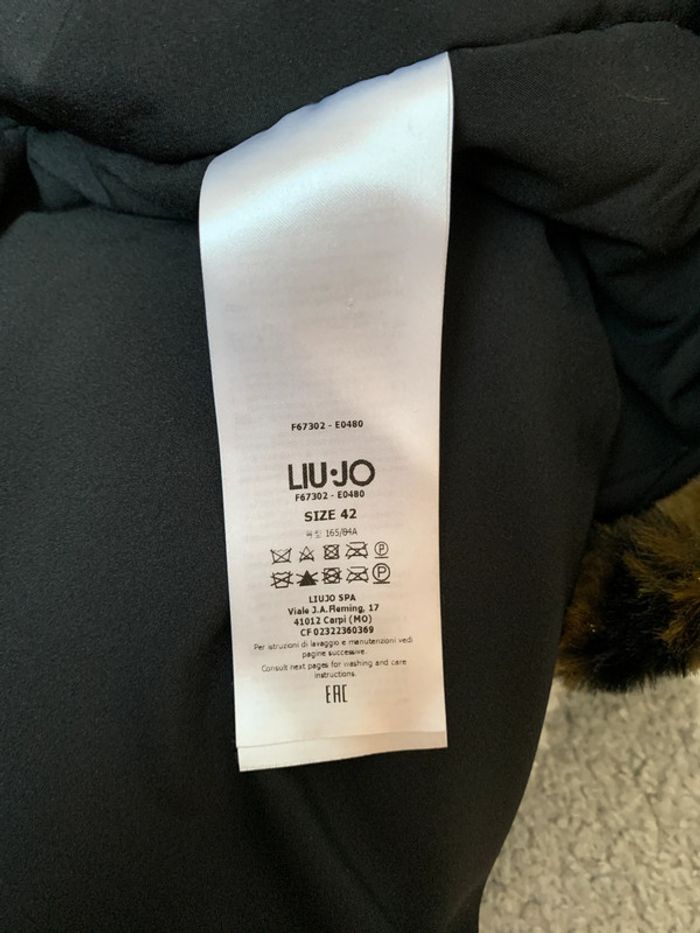 F67302 - E0480
LIU·JO
F67302 - E0480
SIZE 42
165/84A
LIUJO SPA
Viale J.A.Fleming, 17
41012 Carpi (MO)
CF 02322360369
Per istruzioni di lavaggio e manutenzioni vedi
pagine successive.
Consult next pages for washing and care
instructions.
EAC